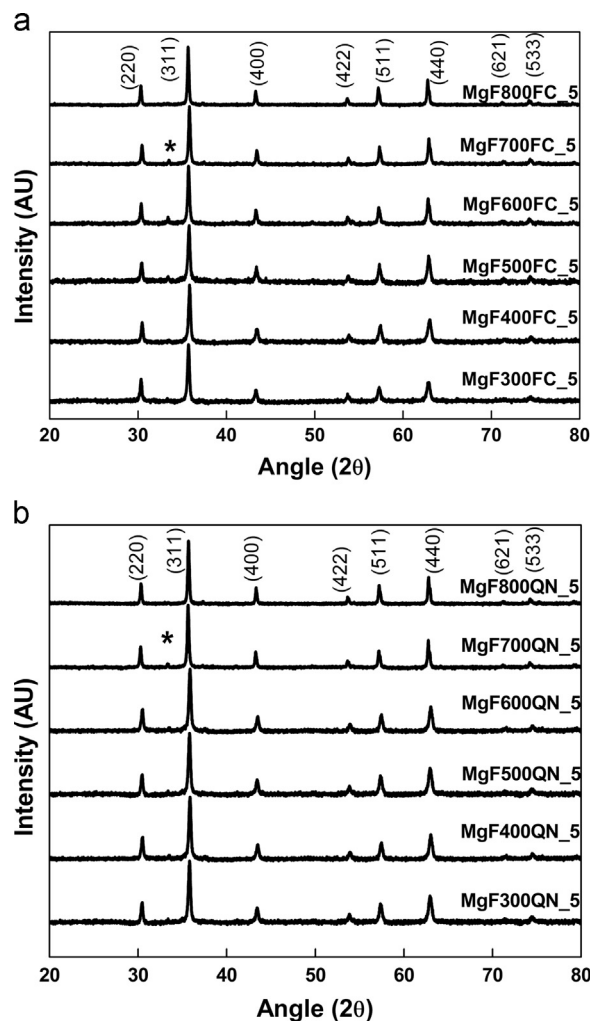 a
(220)
(311)
(400)
(422)
(511)
(440)
(621)
(533)
MgF800FC_5
*
MgF700FC_5
MgF600FC_5
MgF500FC_5
MgF400FC_5
MgF300FC_5
Intensity (AU)
20 30 40 50 60 70 80
Angle (2θ)
b
(220)
(311)
(400)
(422)
(511)
(440)
(621)
(533)
MgF800QN_5
*
MgF700QN_5
MgF600QN_5
MgF500QN_5
MgF400QN_5
MgF300QN_5
Intensity (AU)
20 30 40 50 60 70 80
Angle (2θ)